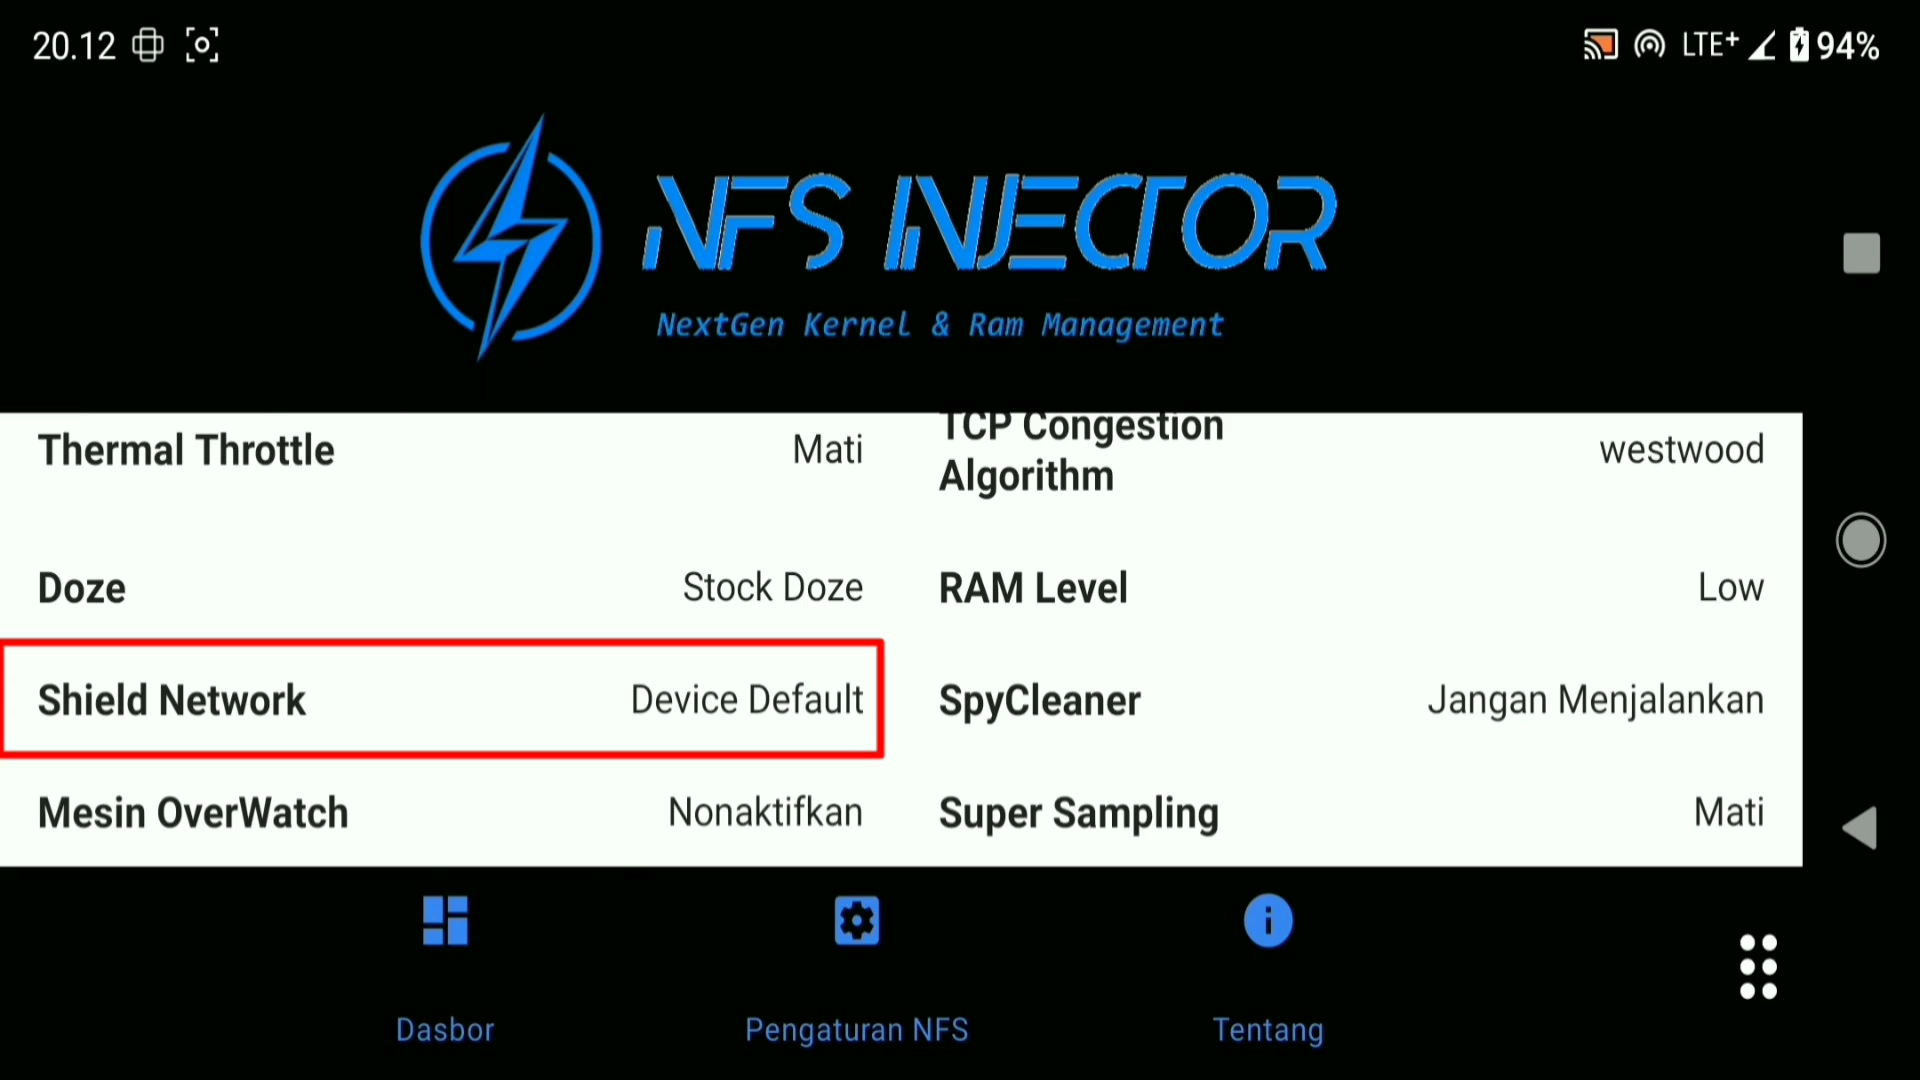 20.12
LTE+ 94%
NFS INJECTOR
NextGen Kernel & Ram Management
Thermal Throttle Mati
TCP Congestion
Algorithm westwood
Doze Stock Doze
RAM Level Low
Shield Network Device Default
SpyCleaner Jangan Menjalankan
Mesin OverWatch Nonaktifkan
Super Sampling Mati
Dasbor Pengaturan NFS Tentang